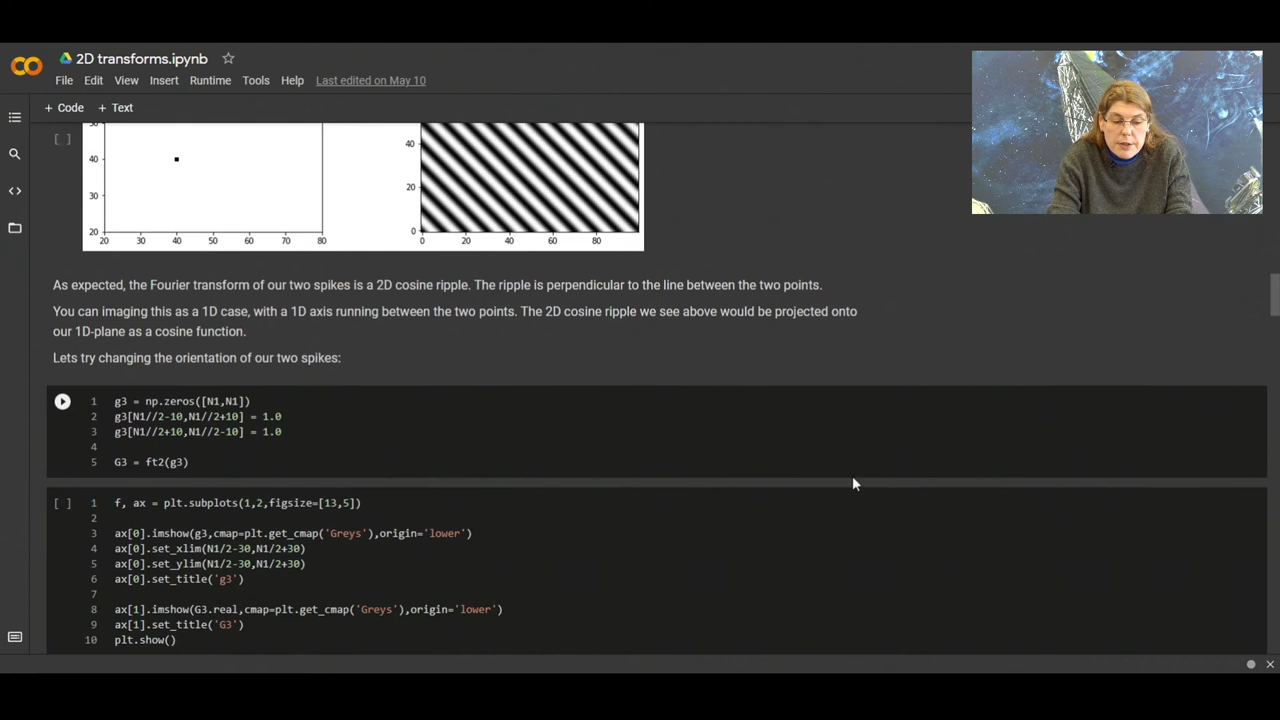 2D transforms.ipynb
File Edit View Insert Runtime Tools Help Last edited on May 10
+ Code + Text
[ ]
50
40
30
20
20 30 40 50 60 70 80
40
20
0
0 20 40 60 80
As expected, the Fourier transform of our two spikes is a 2D cosine ripple. The ripple is perpendicular to the line between the two points.
You can imaging this as a 1D case, with a 1D axis running between the two points. The 2D cosine ripple we see above would be projected onto
our 1D-plane as a cosine function.
Lets try changing the orientation of our two spikes:
1 g3 = np.zeros([N1,N1])
2 g3[N1//2-10,N1//2+10] = 1.0
3 g3[N1//2+10,N1//2-10] = 1.0
4
5 G3 = ft2(g3)
[ ] 1 f, ax = plt.subplots(1,2,figsize=[13,5])
2
3 ax[0].imshow(g3,cmap=plt.get_cmap('Greys'),origin='lower')
4 ax[0].set_xlim(N1/2-30,N1/2+30)
5 ax[0].set_ylim(N1/2-30,N1/2+30)
6 ax[0].set_title('g3')
7
8 ax[1].imshow(G3.real,cmap=plt.get_cmap('Greys'),origin='lower')
9 ax[1].set_title('G3')
10 plt.show()